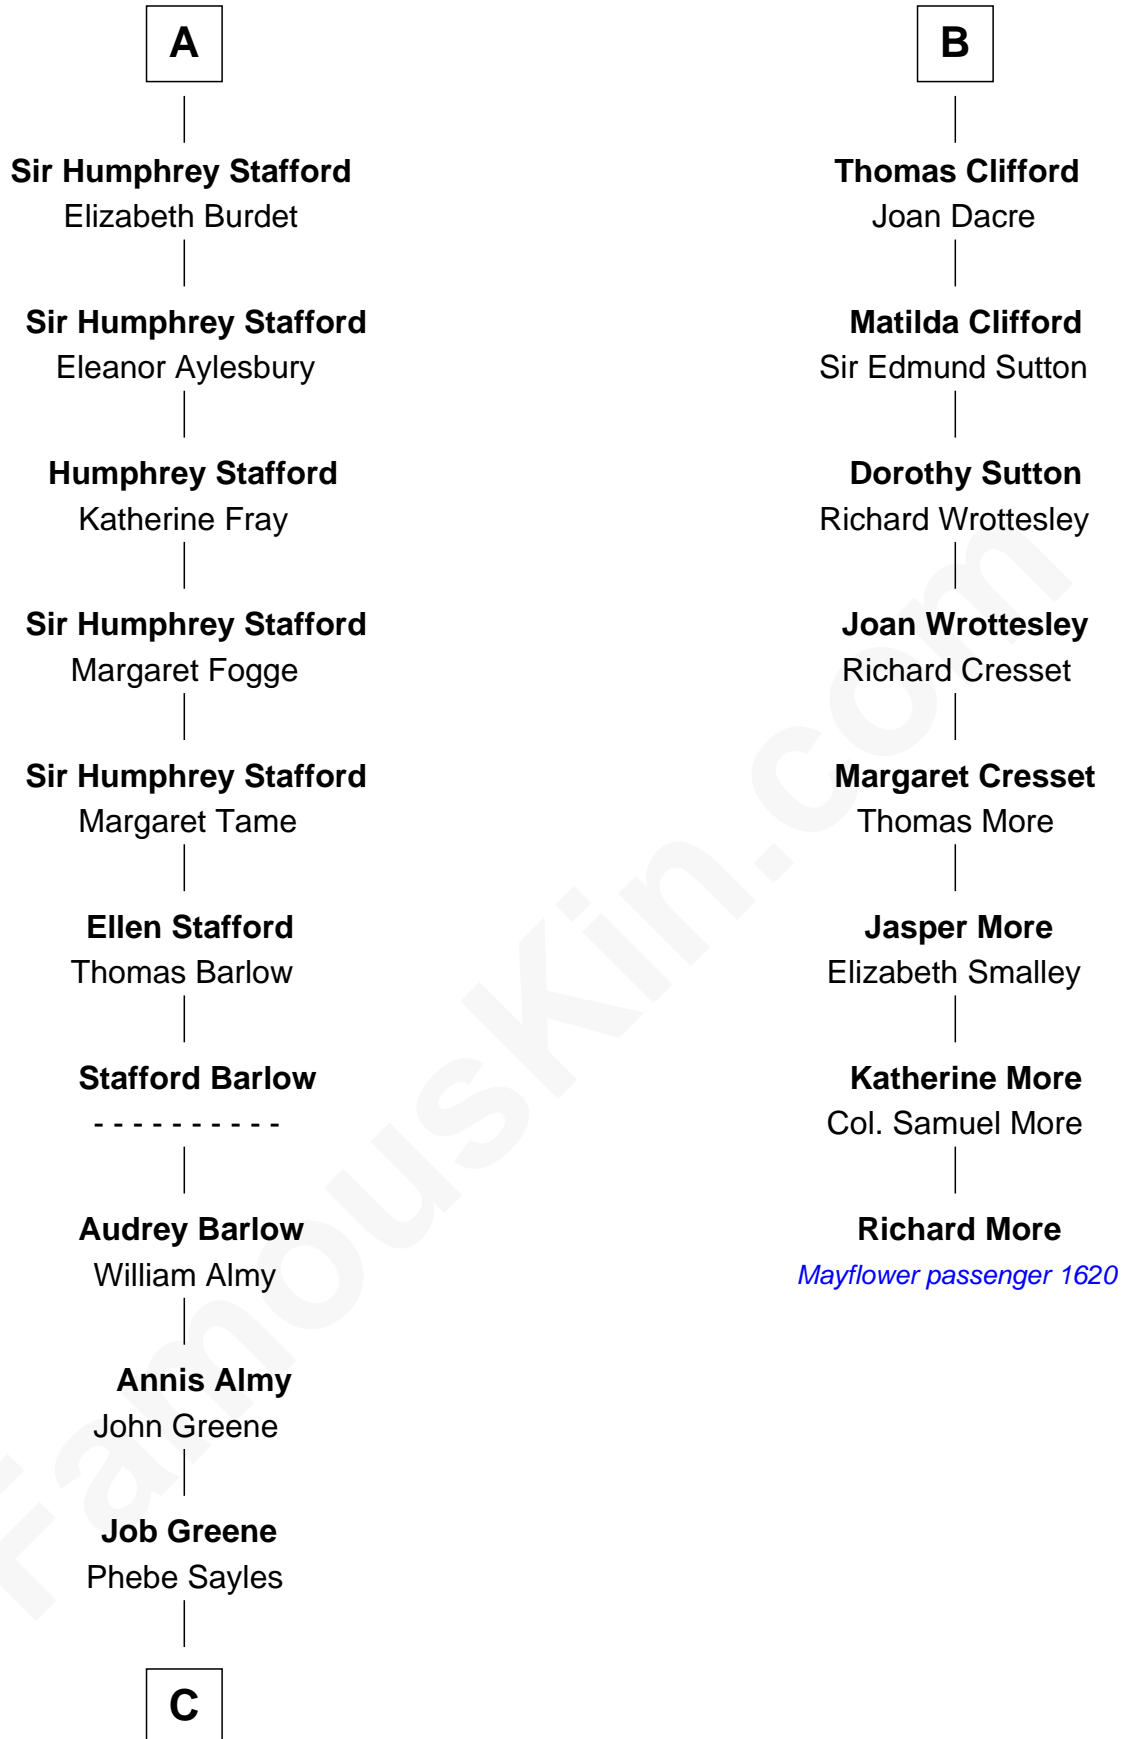 A
Sir Humphrey Stafford
Elizabeth Burdet
Sir Humphrey Stafford
Eleanor Aylesbury
Humphrey Stafford
Katherine Fray
Sir Humphrey Stafford
Margaret Fogge
Sir Humphrey Stafford
Margaret Tame
Ellen Stafford
Thomas Barlow
Stafford Barlow
- - - - - - - - - -
Audrey Barlow
William Almy
Annis Almy
John Greene
Job Greene
Phebe Sayles
C
B
Thomas Clifford
Joan Dacre
Matilda Clifford
Sir Edmund Sutton
Dorothy Sutton
Richard Wrottesley
Joan Wrottesley
Richard Cresset
Margaret Cresset
Thomas More
Jasper More
Elizabeth Smalley
Katherine More
Col. Samuel More
Richard More
Mayflower passenger 1620
FamousKin.com